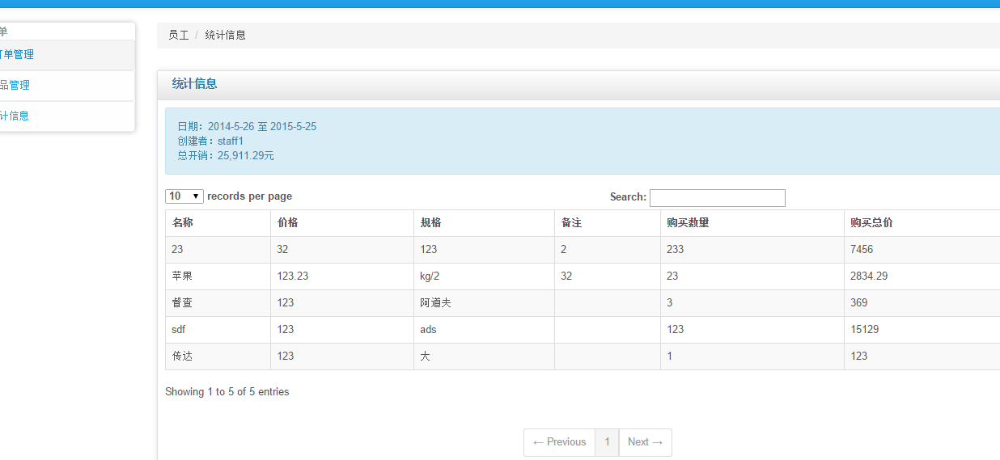 员工 / 统计信息
单
订单管理
品管理
计信息
统计信息
日期：2014-5-26 至 2015-5-25
创建者：staff1
总开销：25,911.29元
10 records per page Search:
名称 价格 规格 备注 购买数量 购买总价
23 32 123 2 233 7456
苹果 123.23 kg/2 32 23 2834.29
督查 123 阿道夫 3 369
sdf 123 ads 123 15129
传达 123 大 1 123
Showing 1 to 5 of 5 entries
← Previous 1 Next →